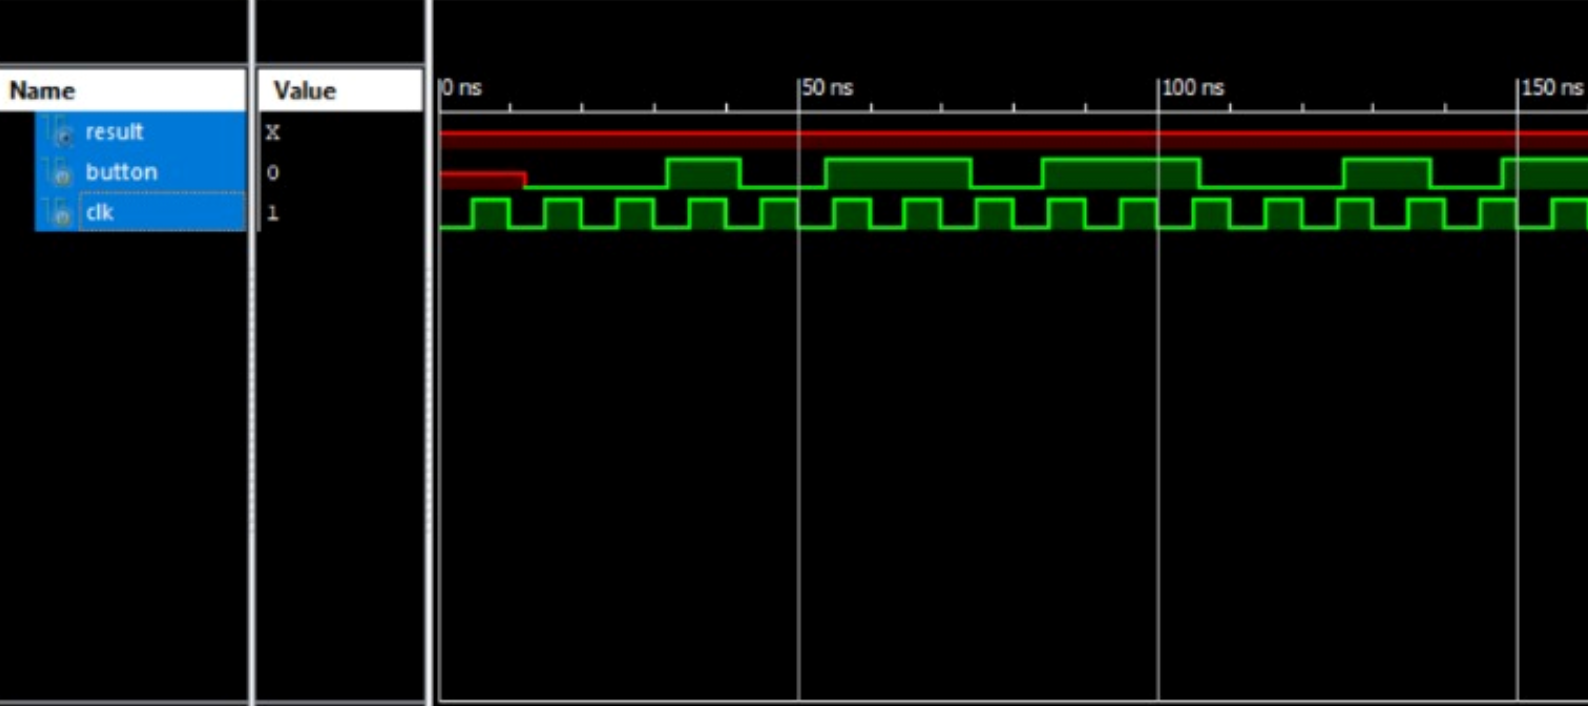 Name Value 0 ns 50 ns 100 ns 150 ns
result X
button 0
clk 1